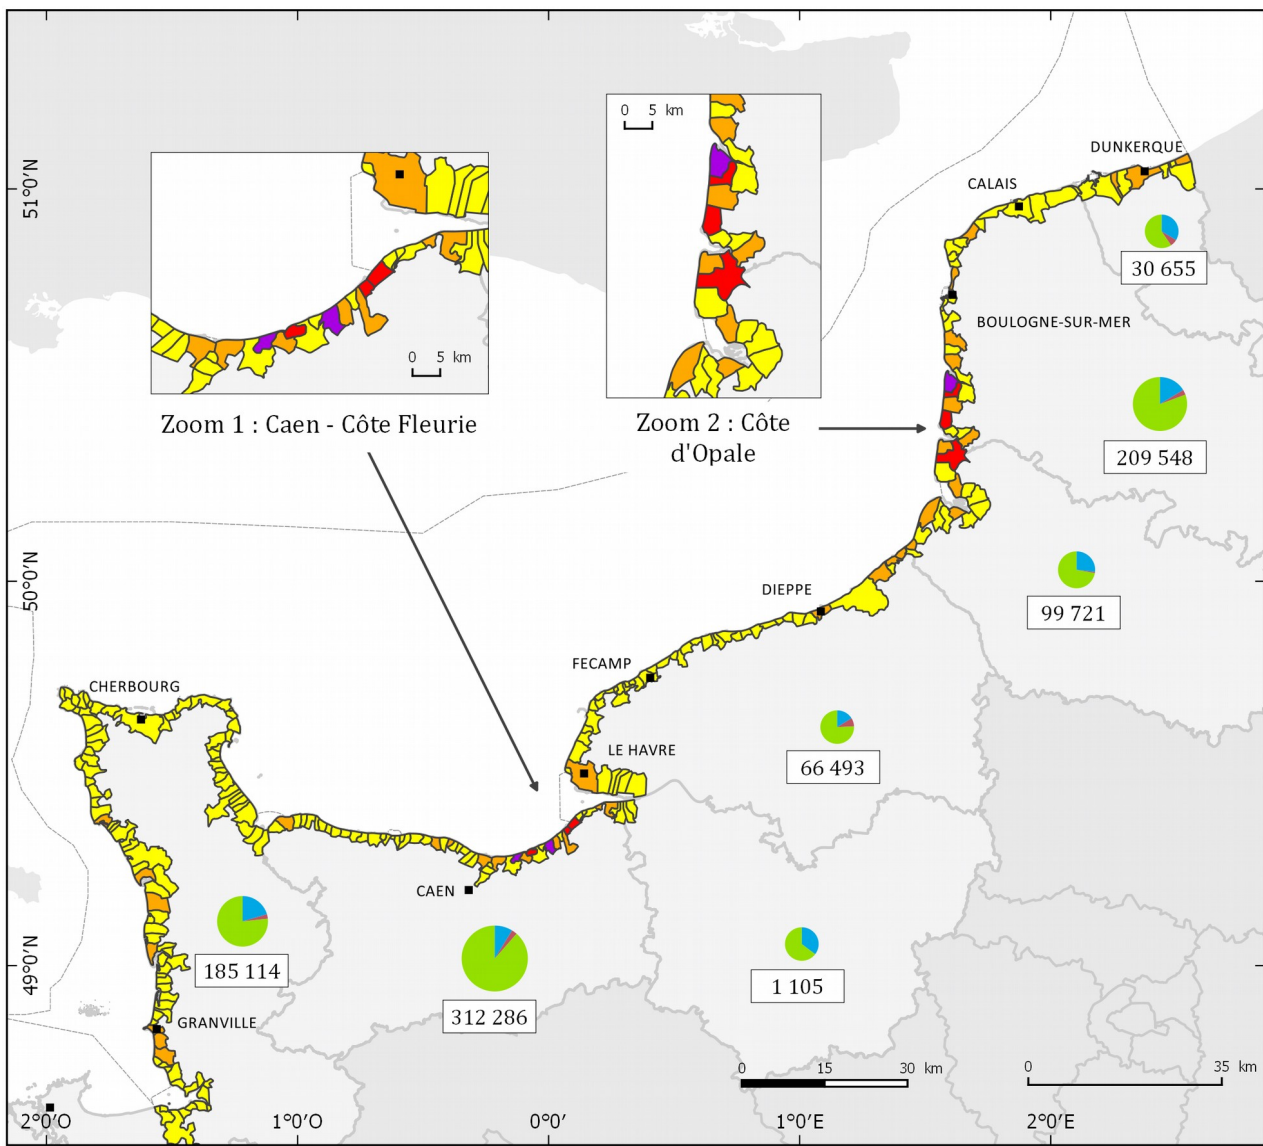 0 5 km
DUNKERQUE
CALAIS
51°0'N
30 655
BOULOGNE-SUR-MER
0 5 km
Zoom 1 : Caen - Côte Fleurie
Zoom 2 : Côte
d'Opale
209 548
50°0'N
DIEPPE
99 721
FECAMP
CHERBOURG
LE HAVRE
66 493
CAEN
49°0'N
185 114
312 286
1 105
GRANVILLE
0 15 30 km
0 35 km
2°0'O
1°0'O
0°0'
1°0'E
2°0'E